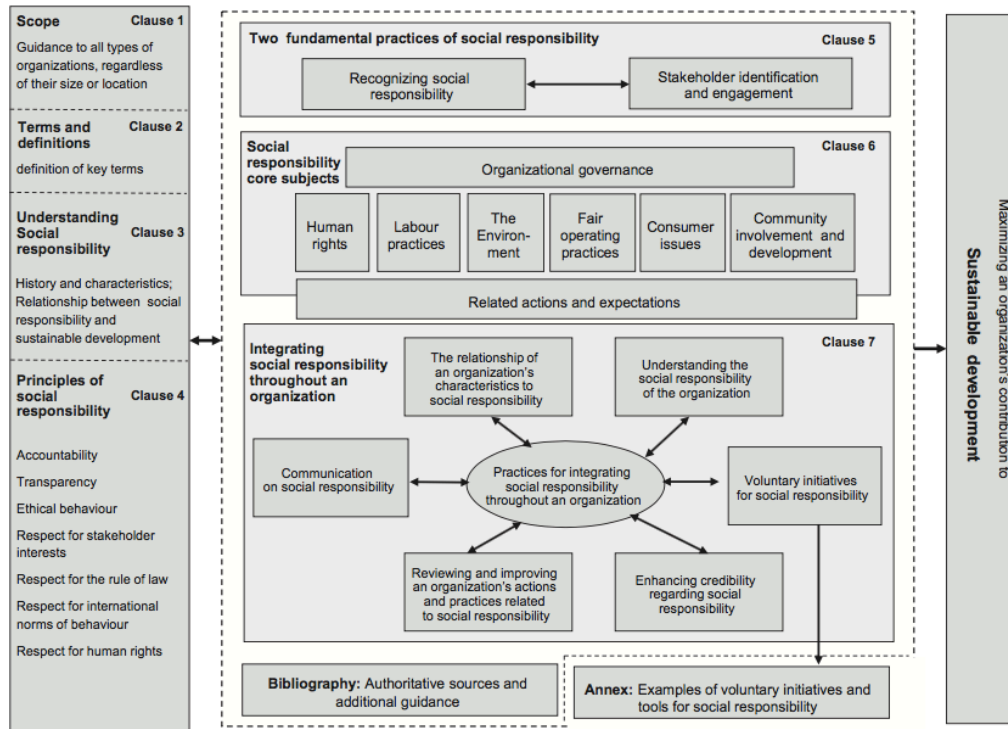 Scope Clause 1
Guidance to all types of
organizations, regardless
of their size or location
Terms and Clause 2
definitions
definition of key terms
Understanding
Social Clause 3
responsibility
History and characteristics;
Relationship between social
responsibility and
sustainable development
Principles of
social Clause 4
responsibility
Accountability
Transparency
Ethical behaviour
Respect for stakeholder
interests
Respect for the rule of law
Respect for international
norms of behaviour
Respect for human rights
Two fundamental practices of social responsibility Clause 5
Recognizing social
responsibility
Stakeholder identification
and engagement
Social Clause 6
responsibility
core subjects
Organizational governance
Human
rights
Labour
practices
The
Environ-
ment
Fair
operating
practices
Consumer
issues
Community
involvement and
development
Related actions and expectations
Integrating Clause 7
social responsibility
throughout an
organization
The relationship of
an organization's
characteristics to
social responsibility
Understanding the
social responsibility
of the organization
Communication
on social responsibility
Practices for integrating
social responsibility
throughout an organization
Voluntary initiatives
for social responsibility
Reviewing and improving
an organization's actions
and practices related
to social responsibility
Enhancing credibility
regarding social
responsibility
Bibliography: Authoritative sources and
additional guidance
Annex: Examples of voluntary initiatives and
tools for social responsibility
Maximizing an organization's contribution to
Sustainable development